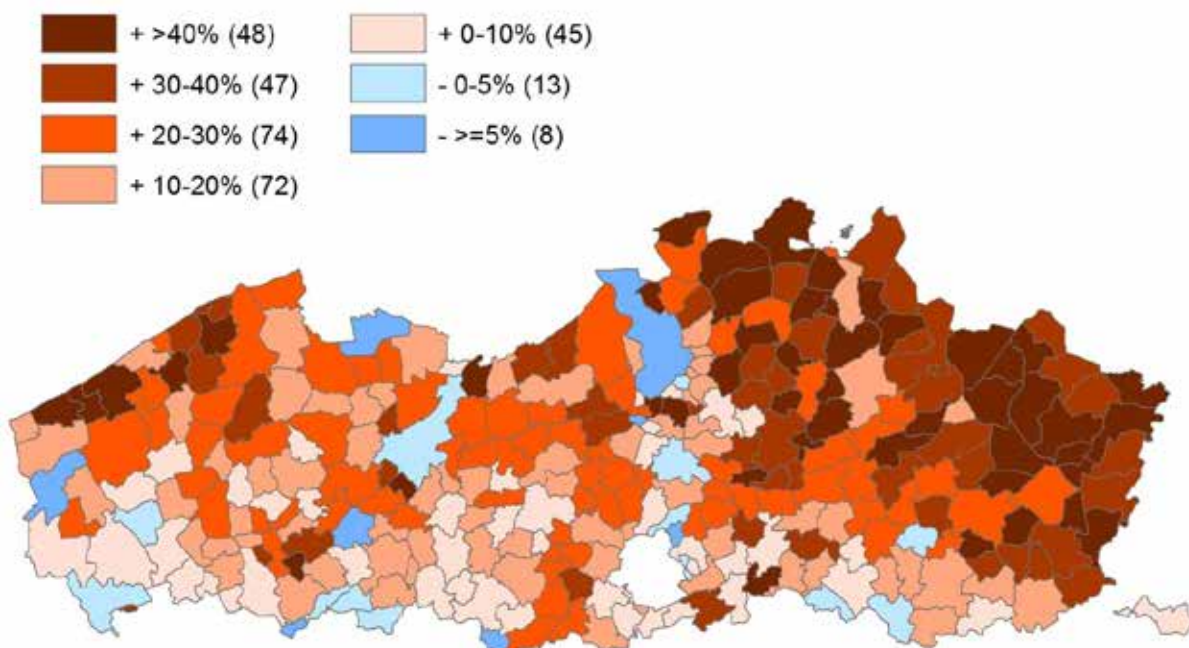 + >40% (48)
+ 30-40% (47)
+ 20-30% (74)
+ 10-20% (72)
+ 0-10% (45)
- 0-5% (13)
- >=5% (8)